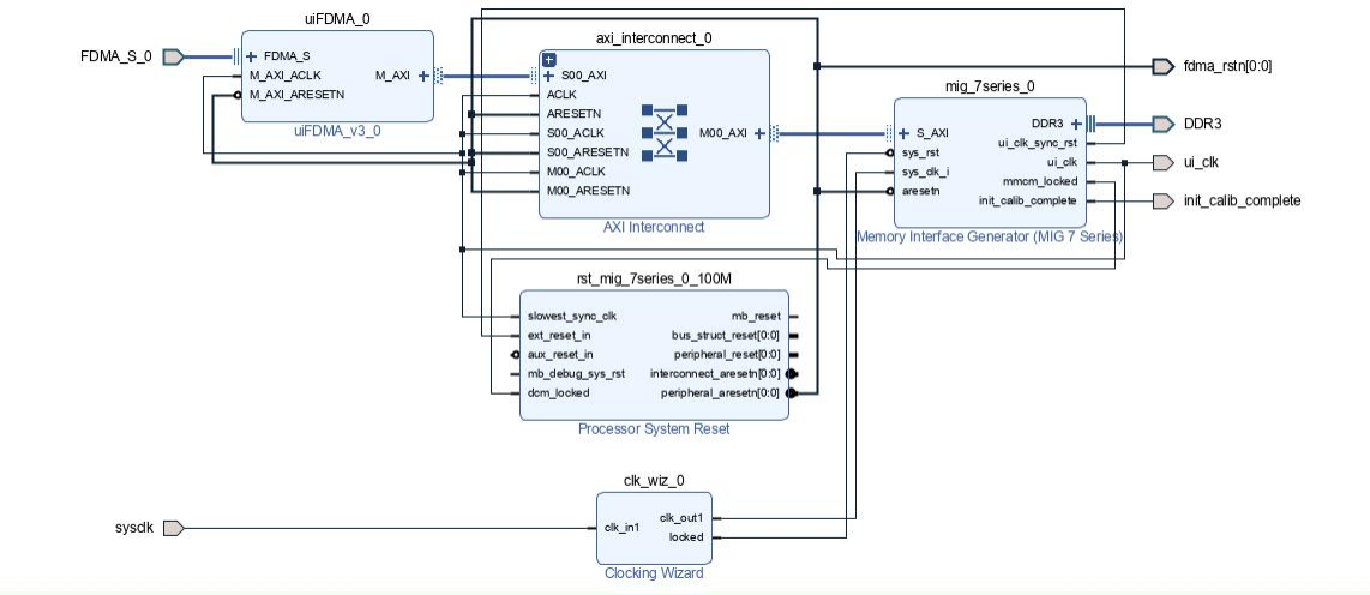 uiFDMA_0
FDMA_S_0
FDMA_S
M_AXI_ACLK
M_AXI
M_AXI_ARESETN
uiFDMA_v3_0
axi_interconnect_0
S00_AXI
ACLK
ARESETN
S00_ACLK
M00_AXI
S00_ARESETN
M00_ACLK
M00_ARESETN
AXI Interconnect
fdma_rstn[0:0]
mig_7series_0
DDR3
DDR3
S_AXI
ui_clk_sync_rst
sys_rst
ui_clk
ui_clk
sys_clk_i
mmcm_locked
aresetn
init_calib_complete
init_calib_complete
Memory Interface Generator (MIG 7 Series)
rst_mig_7series_0_100M
slowest_sync_clk
mb_reset
ext_reset_in
bus_struct_reset[0:0]
aux_reset_in
peripheral_reset[0:0]
mb_debug_sys_rst
interconnect_aresetn[0:0]
dcm_locked
peripheral_aresetn[0:0]
Processor System Reset
clk_wiz_0
sysclk
clk_in1
clk_out1
locked
Clocking Wizard